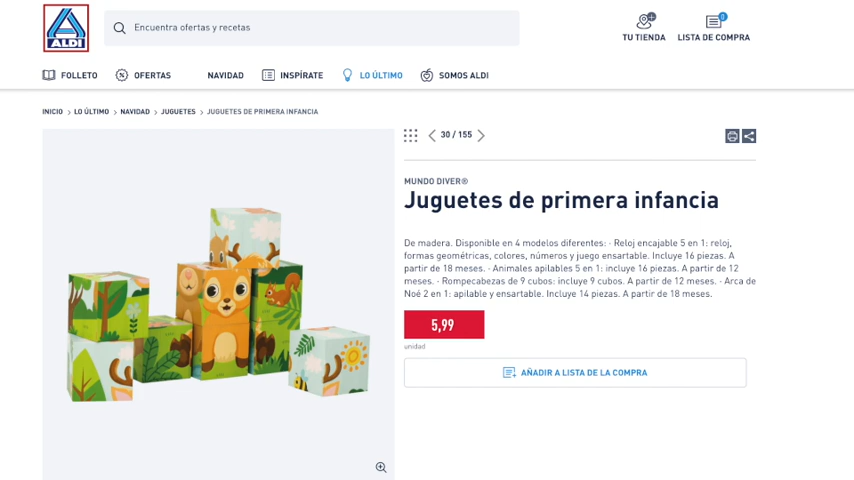 ALDI
Encuentra ofertas y recetas
TU TIENDA
0
LISTA DE COMPRA
FOLLETO
OFERTAS
NAVIDAD
INSPÍRATE
LO ÚLTIMO
SOMOS ALDI
INICIO > LO ÚLTIMO > NAVIDAD > JUGUETES > JUGUETES DE PRIMERA INFANCIA
30 / 155
MUNDO DIVER®
Juguetes de primera infancia
De madera. Disponible en 4 modelos diferentes: · Reloj encajable 5 en 1: reloj,
formas geométricas, colores, números y juego ensartable. Incluye 16 piezas. A
partir de 18 meses. · Animales apilables 5 en 1: incluye 16 piezas. A partir de 12
meses. · Rompecabezas de 9 cubos: incluye 9 cubos. A partir de 12 meses. · Arca de
Noé 2 en 1: apilable y ensartable. Incluye 14 piezas. A partir de 18 meses.
5,99
unidad
AÑADIR A LISTA DE LA COMPRA